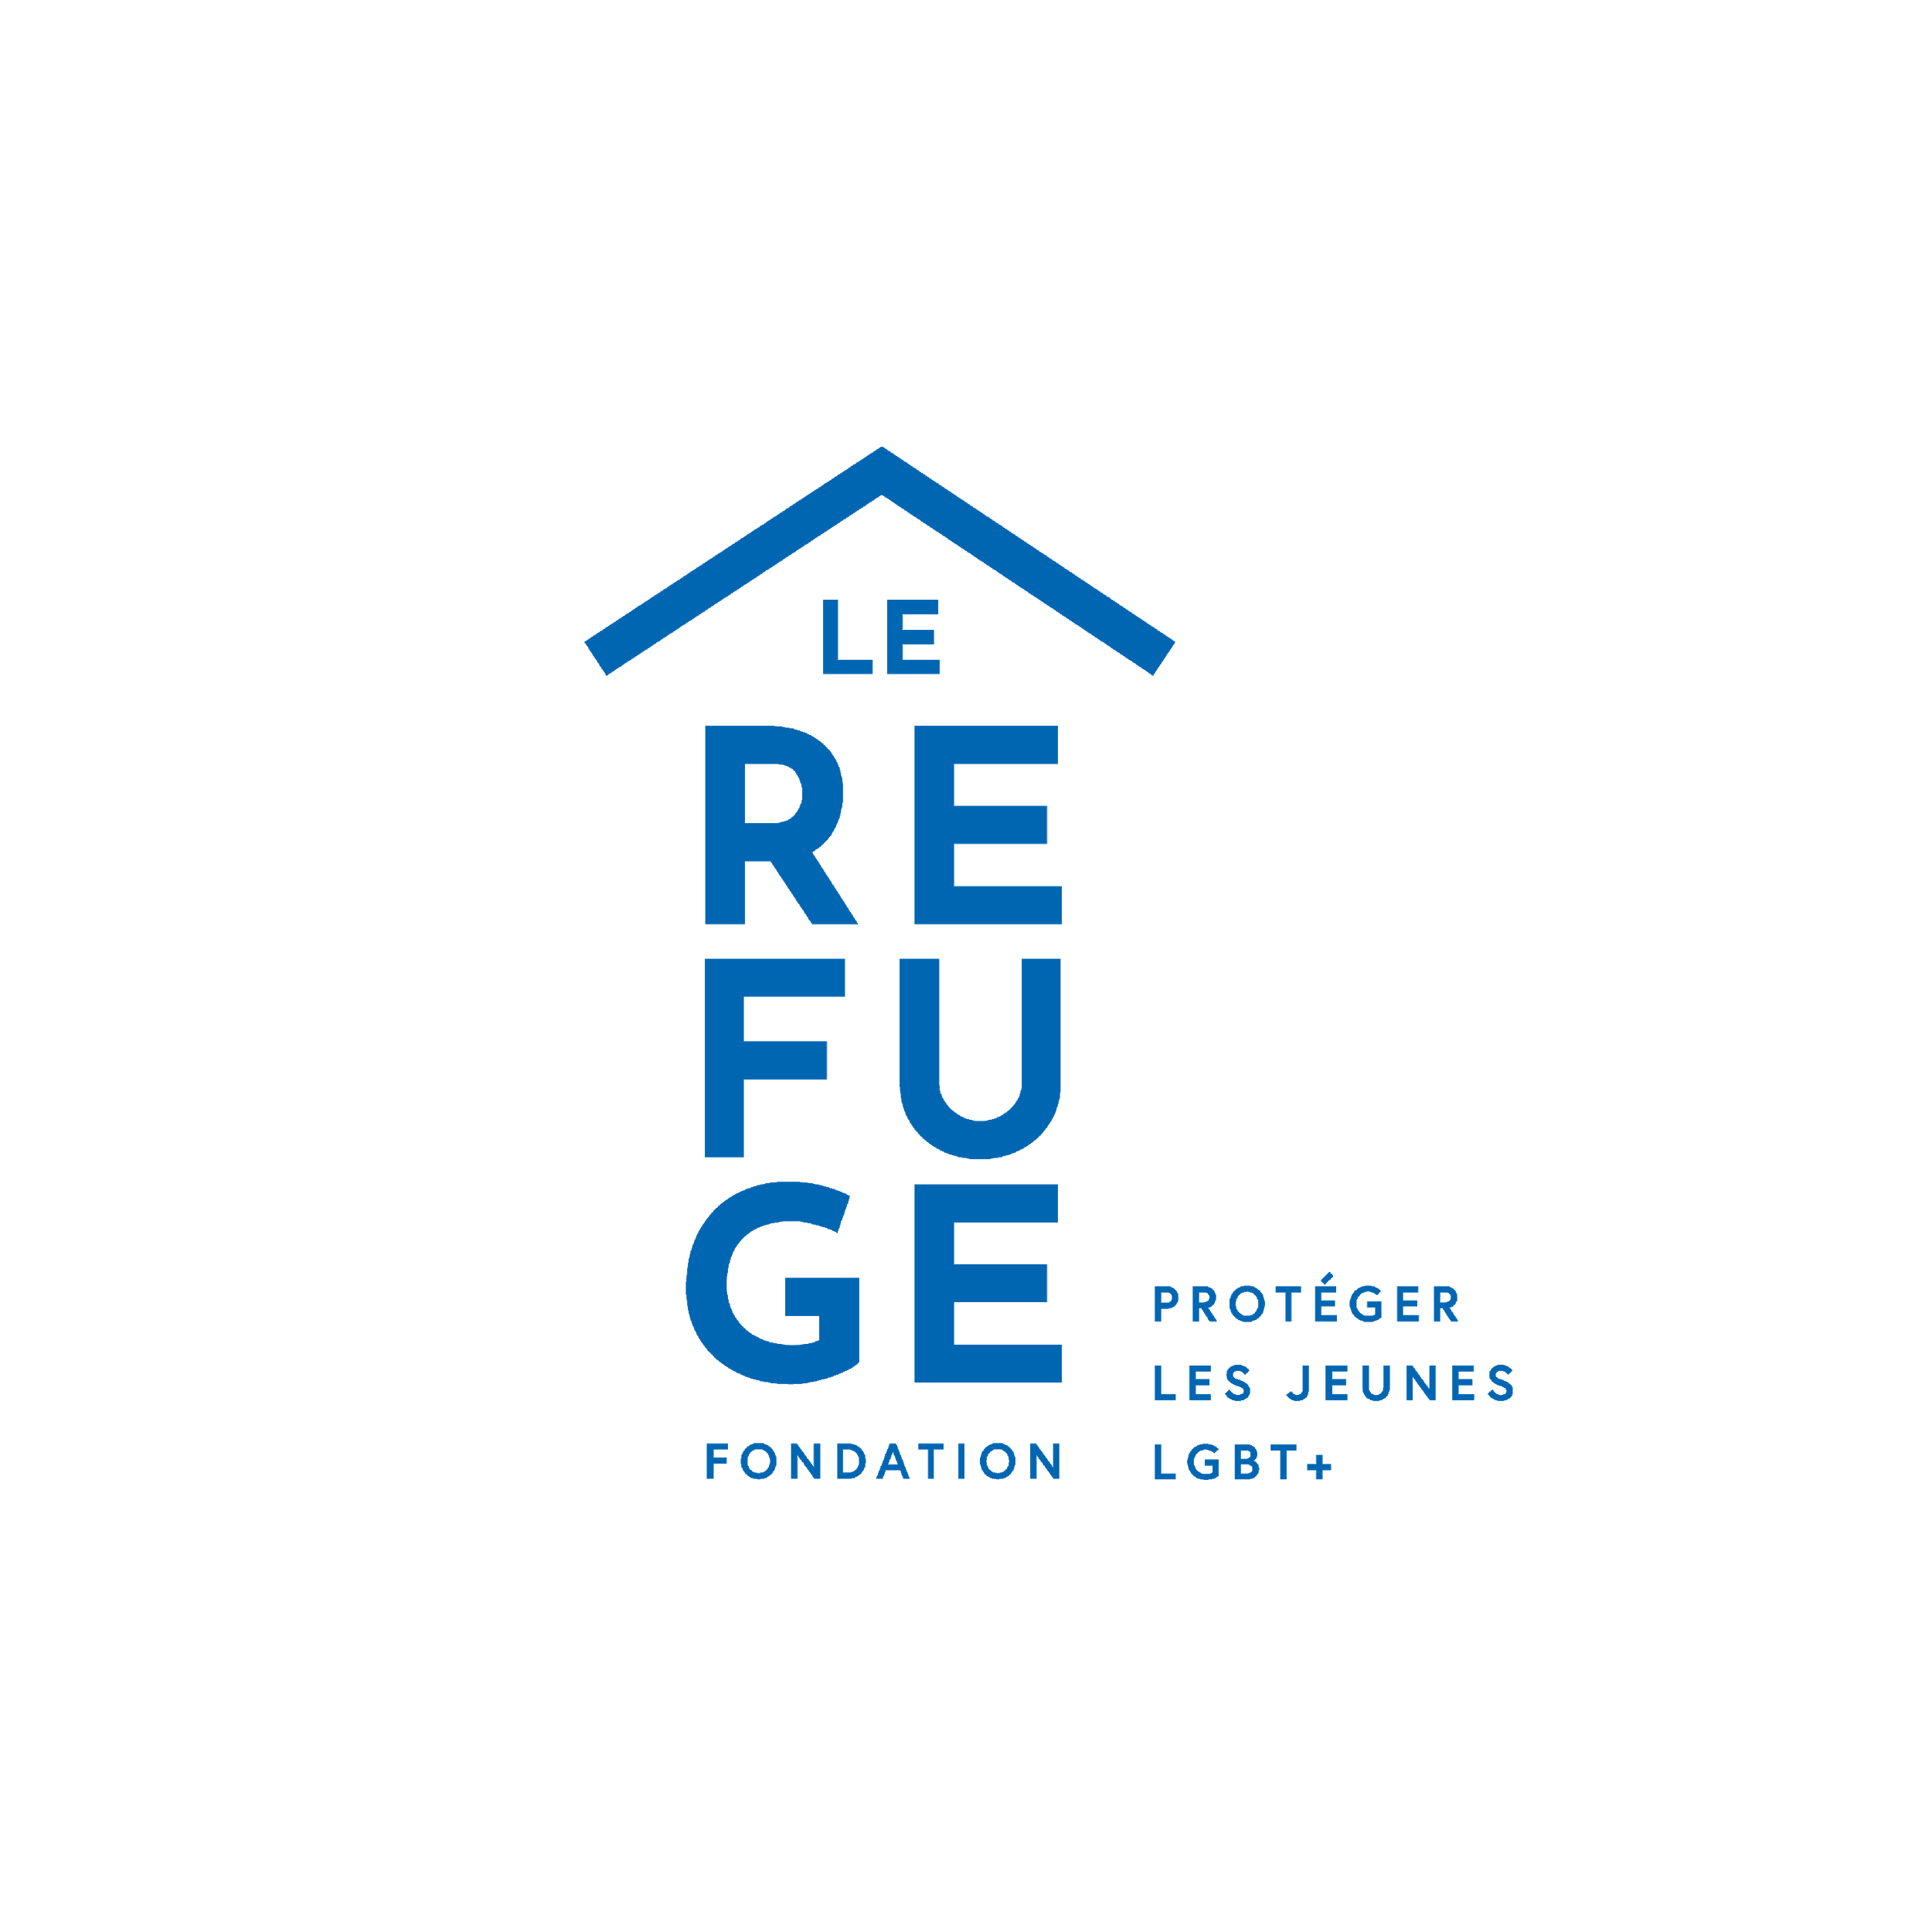 LE
RE
FU
GE
FONDATION
PROTÉGER
LES JEUNES
LGBT+